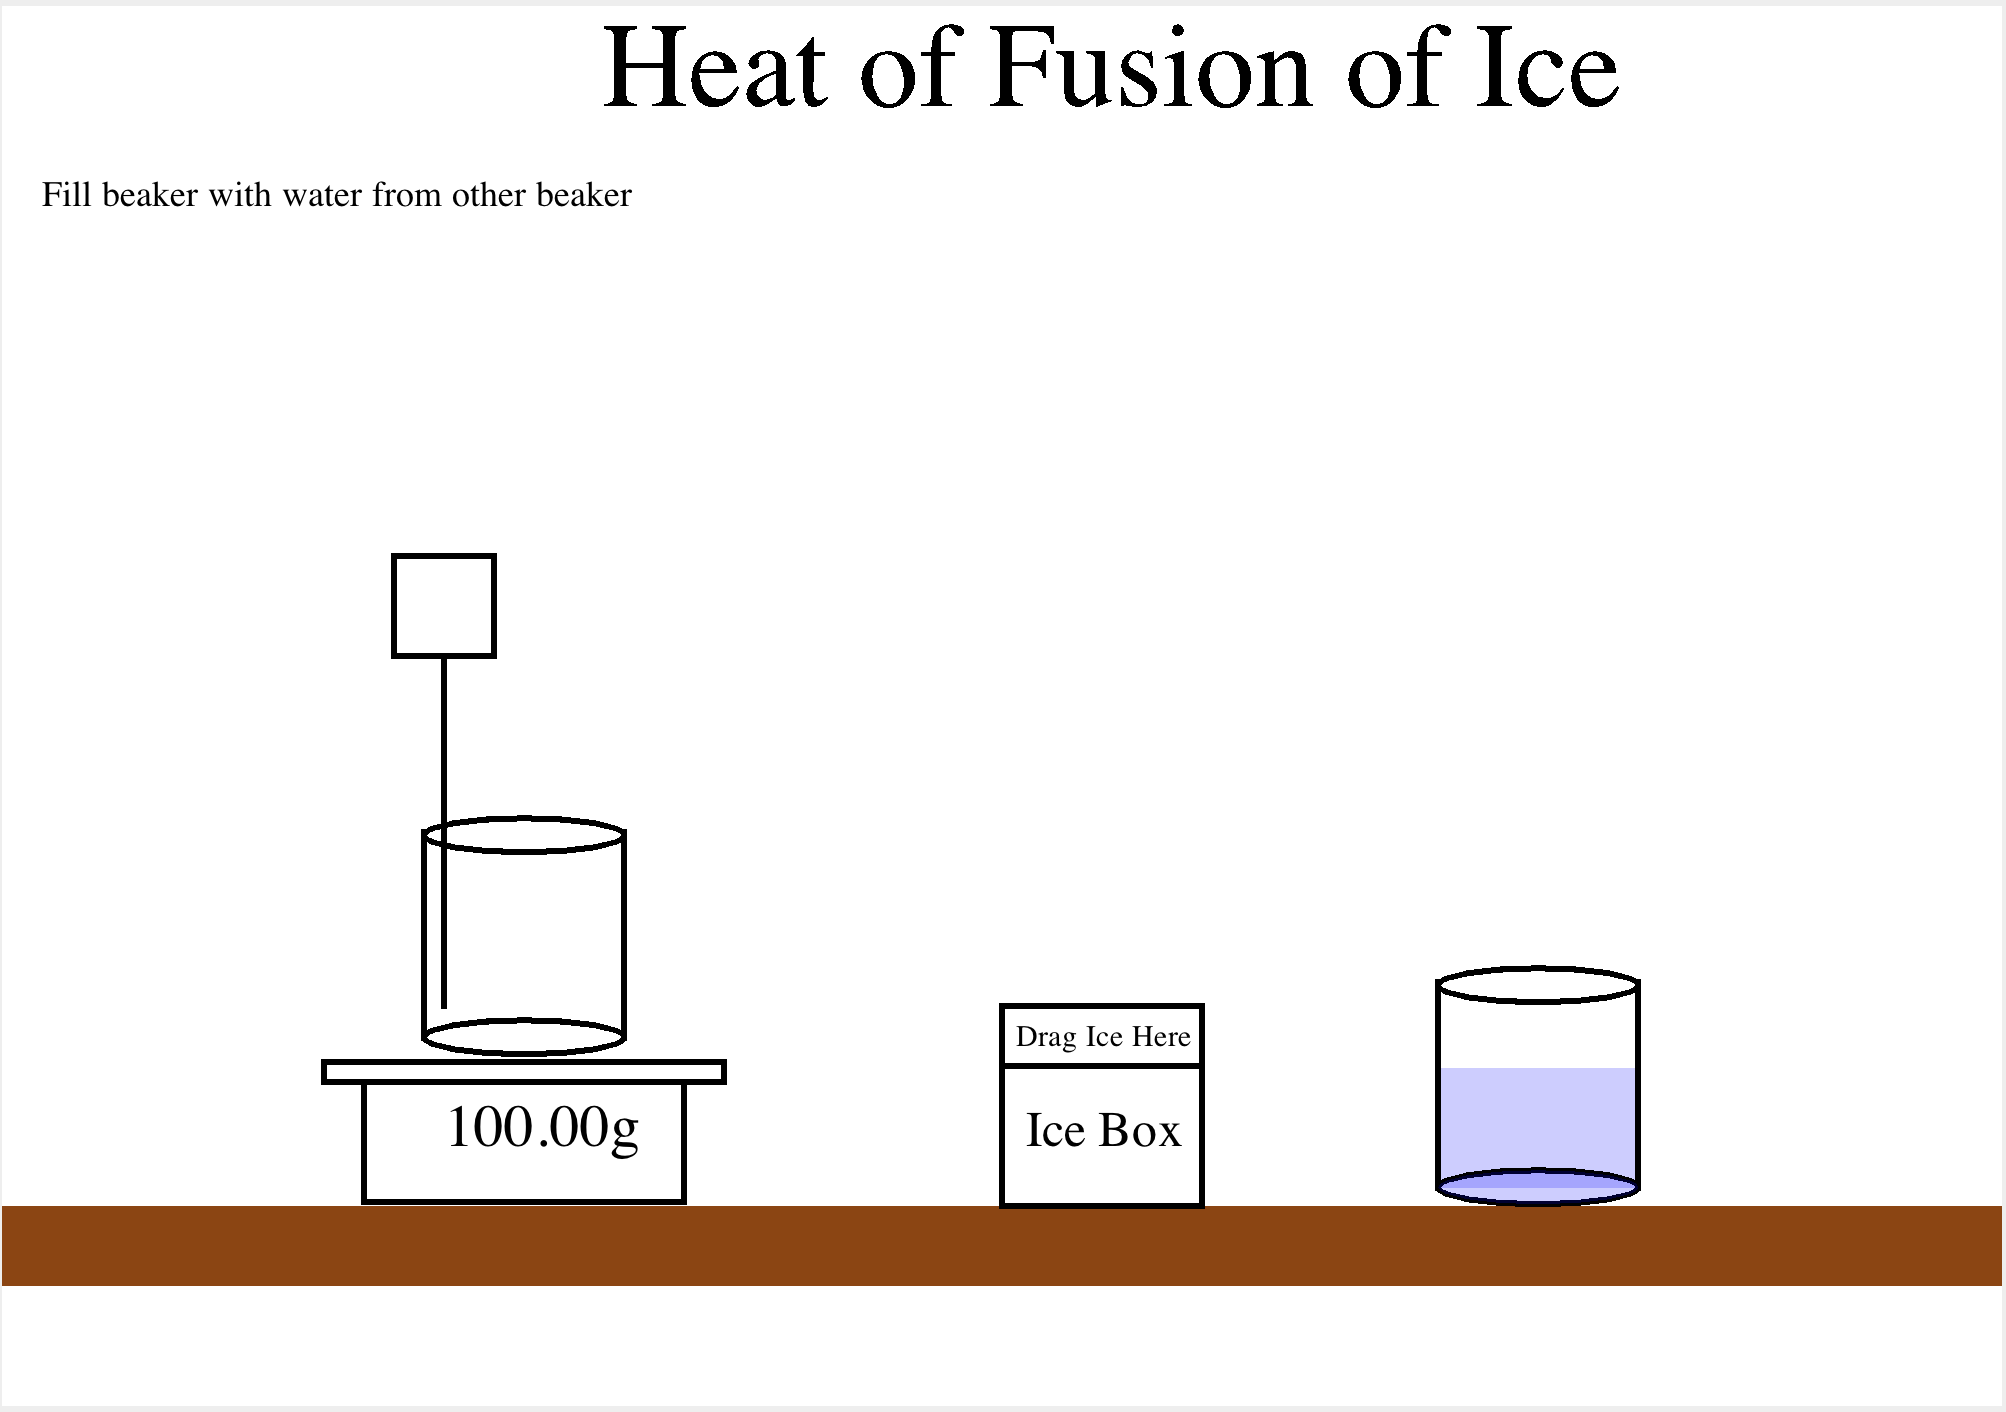 Heat of Fusion of Ice
Fill beaker with water from other beaker
Drag Ice Here
100.00g
Ice Box